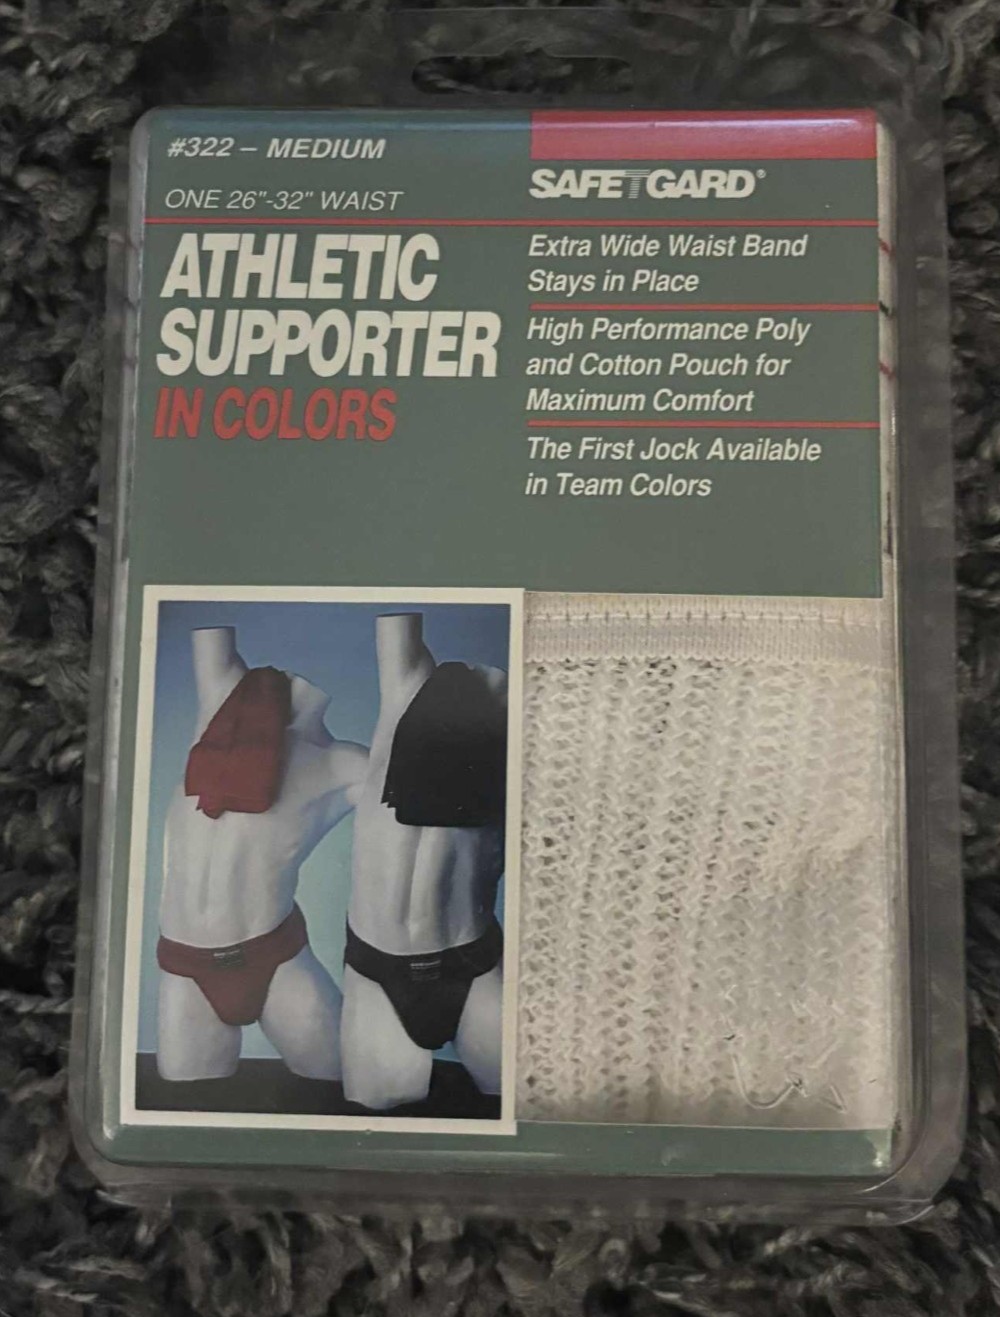 #322 – MEDIUM
ONE 26"-32" WAIST
ATHLETIC
SUPPORTER
IN COLORS
SAFETGARD®
Extra Wide Waist Band
Stays in Place
High Performance Poly
and Cotton Pouch for
Maximum Comfort
The First Jock Available
in Team Colors